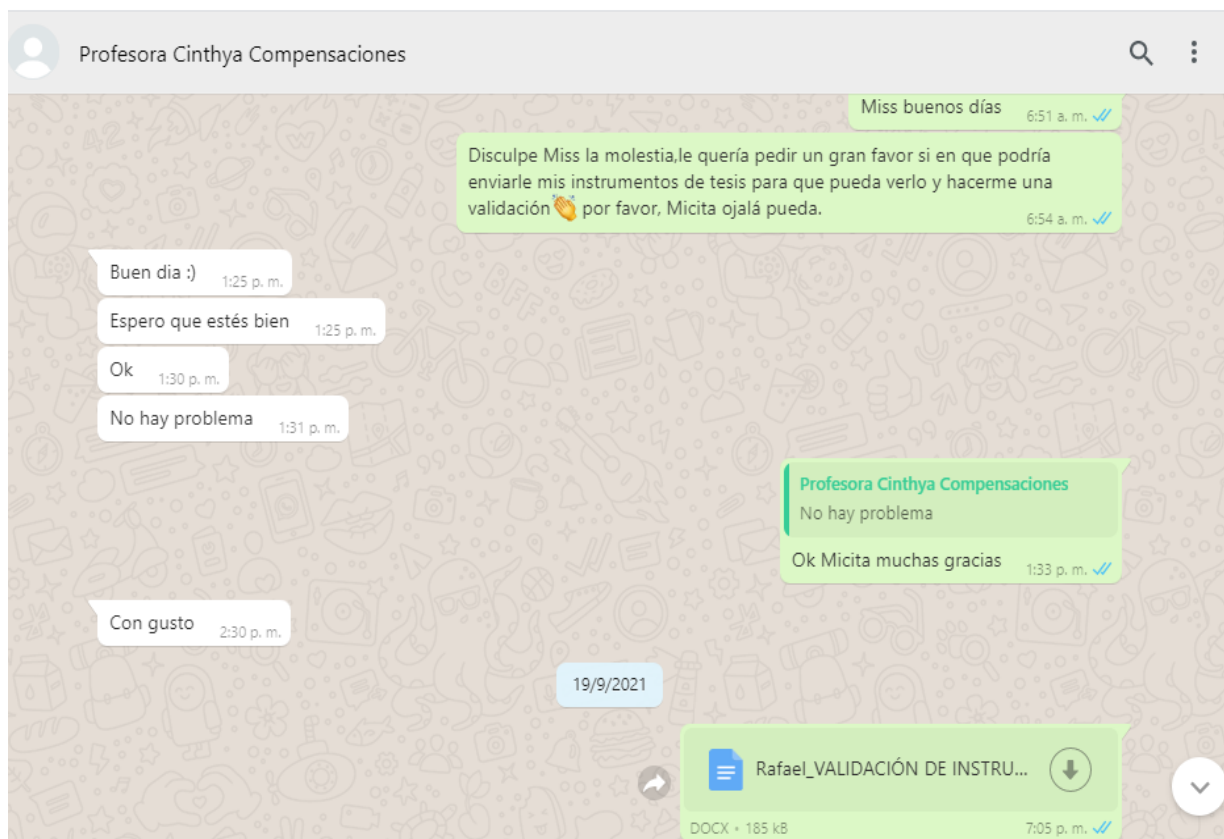 Profesora Cinthya Compensaciones
Miss buenos días
6:51 a. m.
Disculpe Miss la molestia,le quería pedir un gran favor si en que podría
enviarle mis instrumentos de tesis para que pueda verlo y hacerme una
validación👏 por favor, Micita ojalá pueda.
6:54 a. m.
Buen dia :)
1:25 p. m.
Espero que estés bien
1:25 p. m.
Ok
1:30 p. m.
No hay problema
1:31 p. m.
Profesora Cinthya Compensaciones
No hay problema
Ok Micita muchas gracias
1:33 p. m.
Con gusto
2:30 p. m.
19/9/2021
Rafael_VALIDACIÓN DE INSTRU...
DOCX • 185 kB
7:05 p. m.